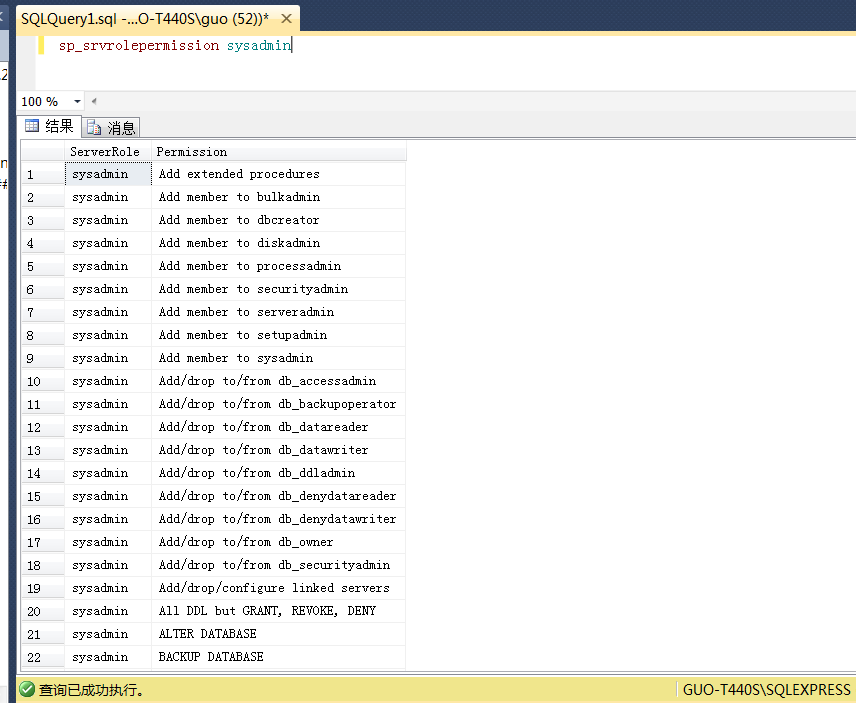 SQLQuery1.sql -...O-T440S\guo (52))*
sp_srvrolepermission sysadmin
100 %
结果 消息
ServerRole Permission
1 sysadmin Add extended procedures
2 sysadmin Add member to bulkadmin
3 sysadmin Add member to dbcreator
4 sysadmin Add member to diskadmin
5 sysadmin Add member to processadmin
6 sysadmin Add member to securityadmin
7 sysadmin Add member to serveradmin
8 sysadmin Add member to setupadmin
9 sysadmin Add member to sysadmin
10 sysadmin Add/drop to/from db_accessadmin
11 sysadmin Add/drop to/from db_backupoperator
12 sysadmin Add/drop to/from db_datareader
13 sysadmin Add/drop to/from db_datawriter
14 sysadmin Add/drop to/from db_ddladmin
15 sysadmin Add/drop to/from db_denydatareader
16 sysadmin Add/drop to/from db_denydatawriter
17 sysadmin Add/drop to/from db_owner
18 sysadmin Add/drop to/from db_securityadmin
19 sysadmin Add/drop/configure linked servers
20 sysadmin All DDL but GRANT, REVOKE, DENY
21 sysadmin ALTER DATABASE
22 sysadmin BACKUP DATABASE
查询已成功执行。 GUO-T440S\SQLEXPRESS